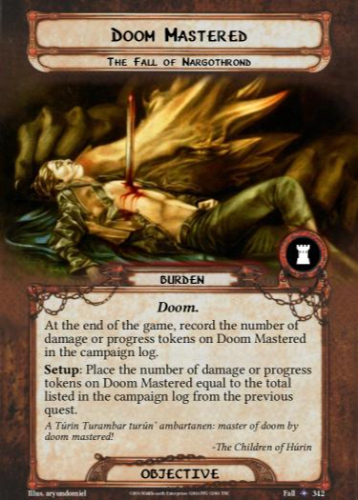 Doom Mastered
The Fall of Nargothrond
Burden
Doom.
At the end of the game, record the number of
damage or progress tokens on Doom Mastered
in the campaign log.
Setup: Place the number of damage or progress
tokens on Doom Mastered equal to the total
listed in the campaign log from the previous
quest.
A Túrin Turambar turún' ambartanen: master of doom by
doom mastered!
-The Children of Húrin
Objective
Illus. aryundomiel
FnH 342